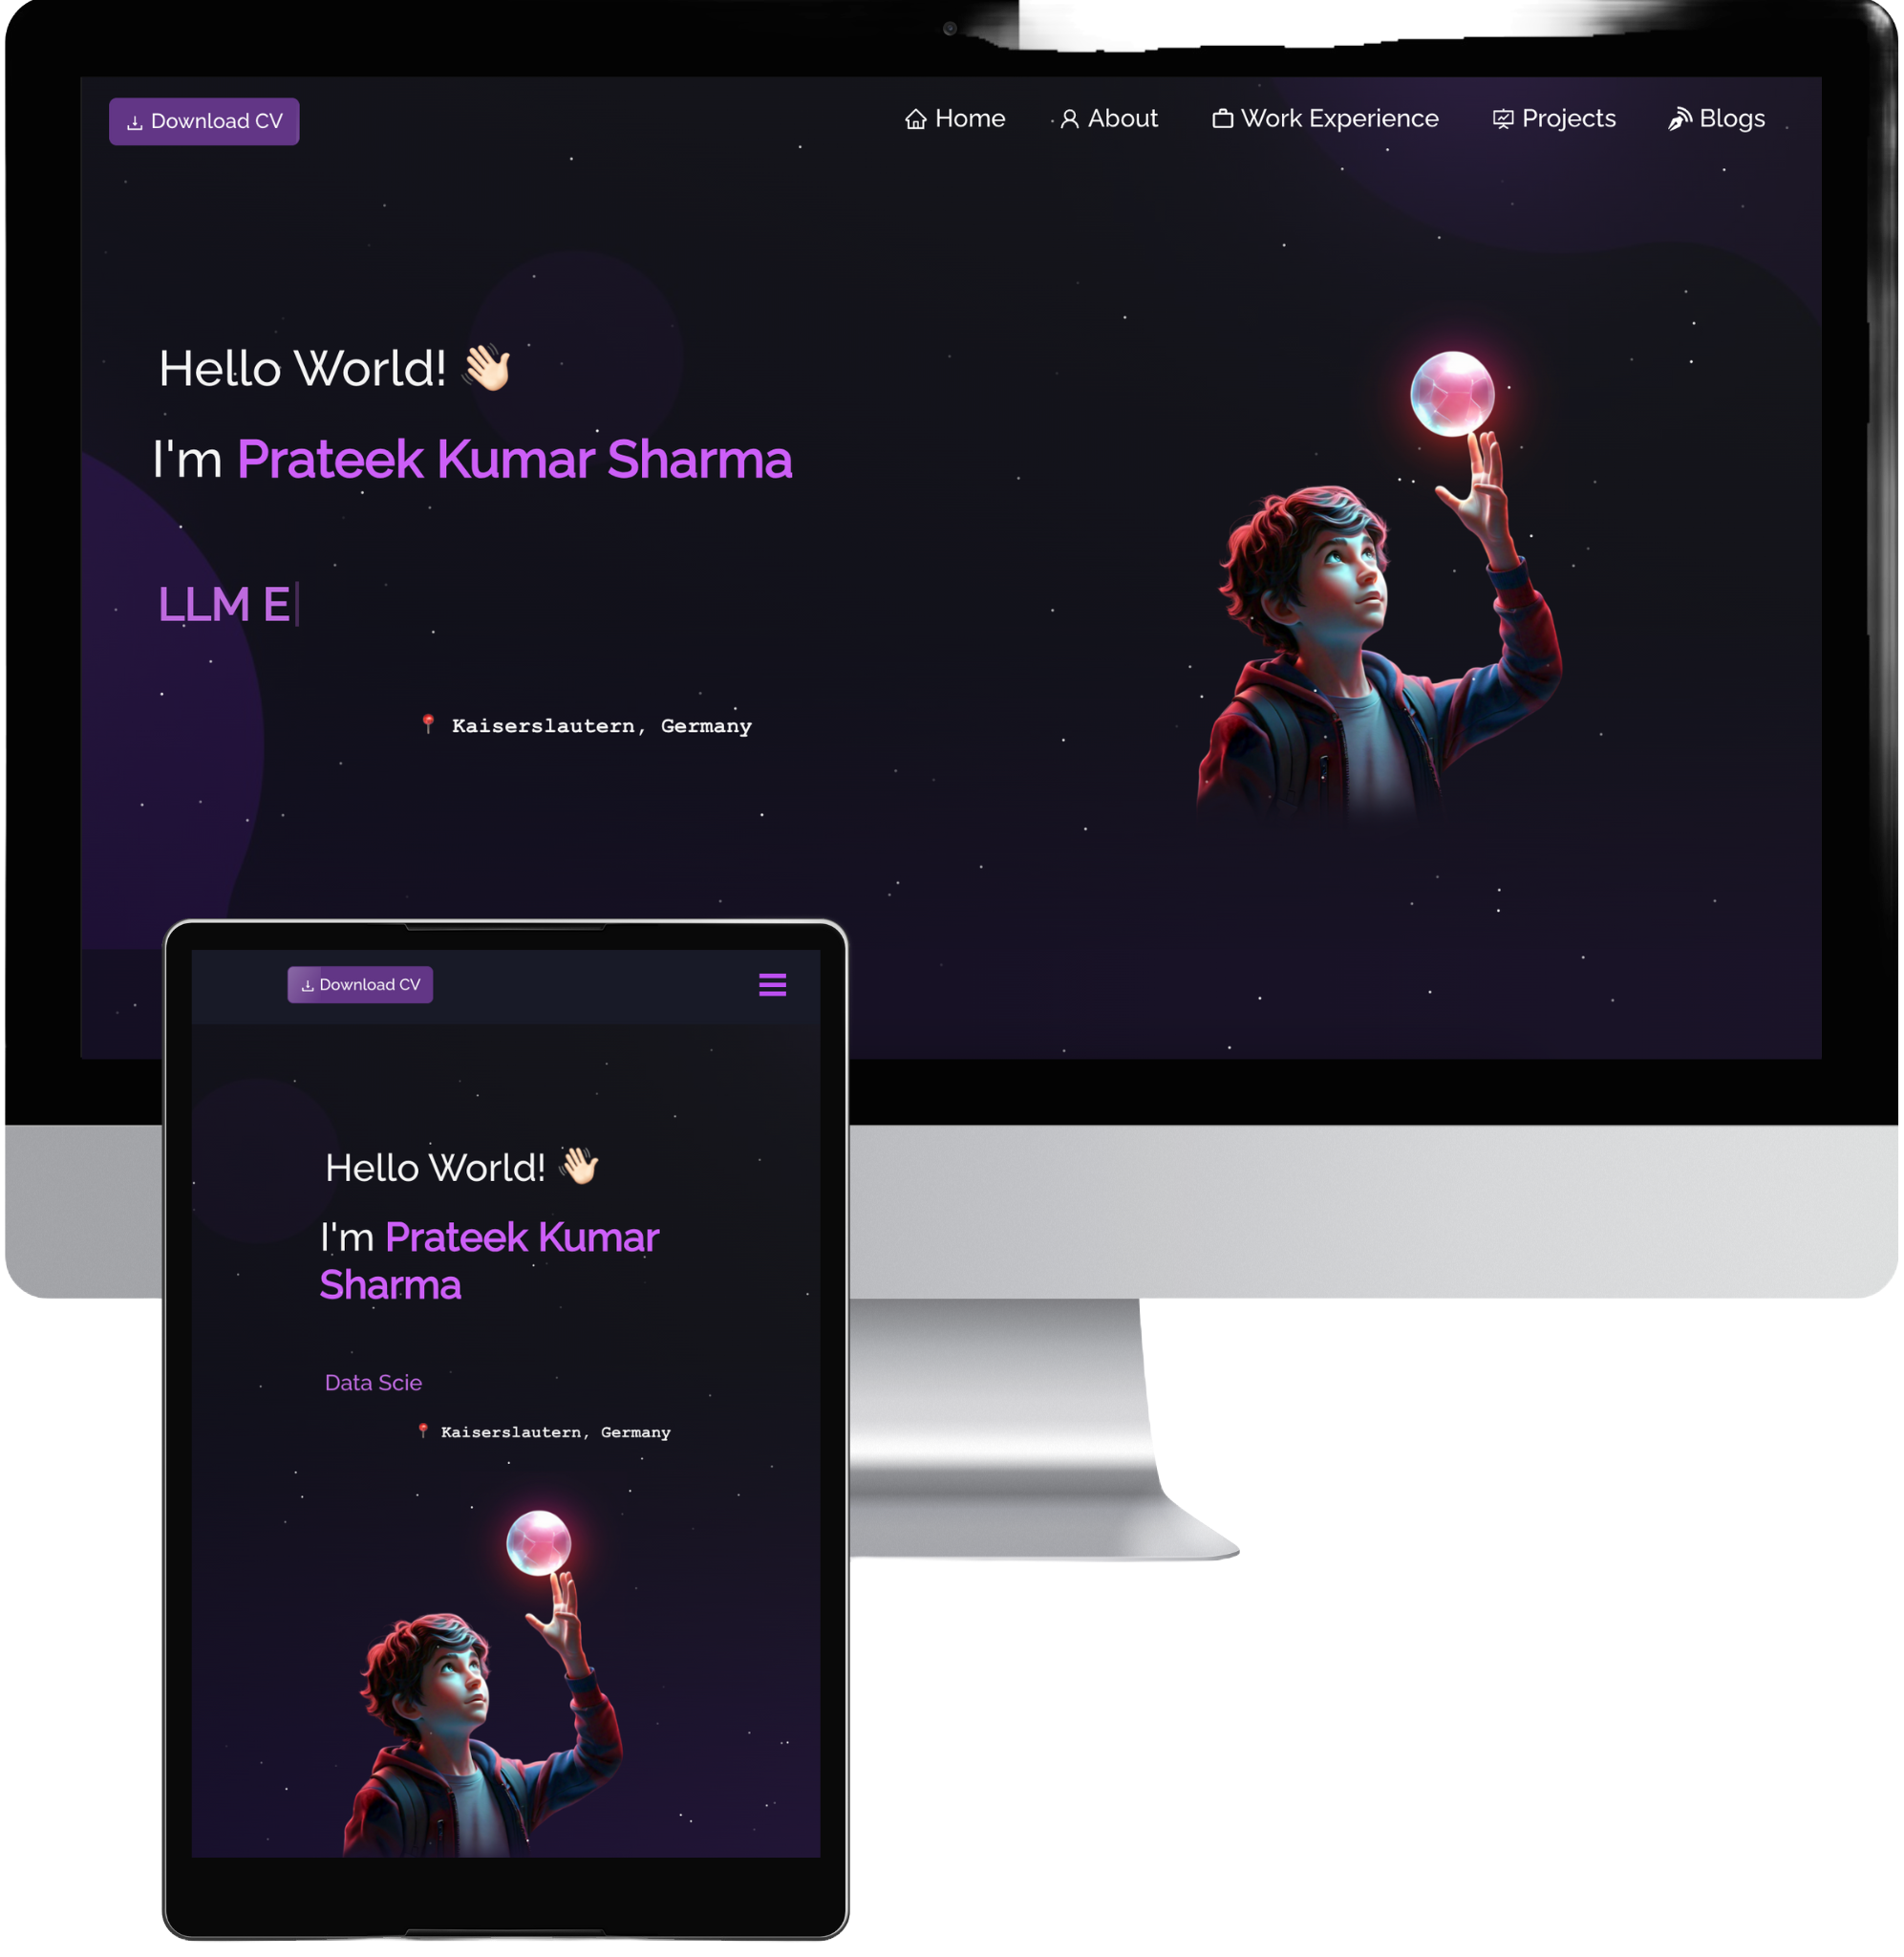 Download CV
Home About Work Experience Projects Blogs
Hello World! 👋🏻
I'm Prateek Kumar Sharma
LLM E
📍 Kaiserslautern, Germany
Download CV
Hello World! 👋🏻
I'm Prateek Kumar
Sharma
Data Scie
📍 Kaiserslautern, Germany